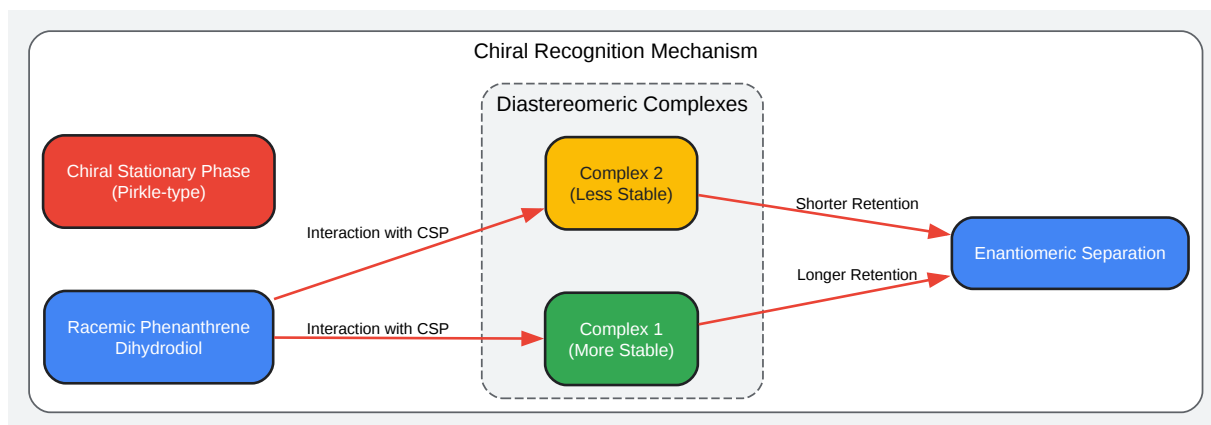 Chiral Recognition Mechanism
Diastereomeric Complexes
Chiral Stationary Phase
(Pirkle-type)
Complex 2
(Less Stable)
Shorter Retention
Interaction with CSP
Enantiomeric Separation
Longer Retention
Racemic Phenanthrene
Dihydrodiol
Interaction with CSP
Complex 1
(More Stable)